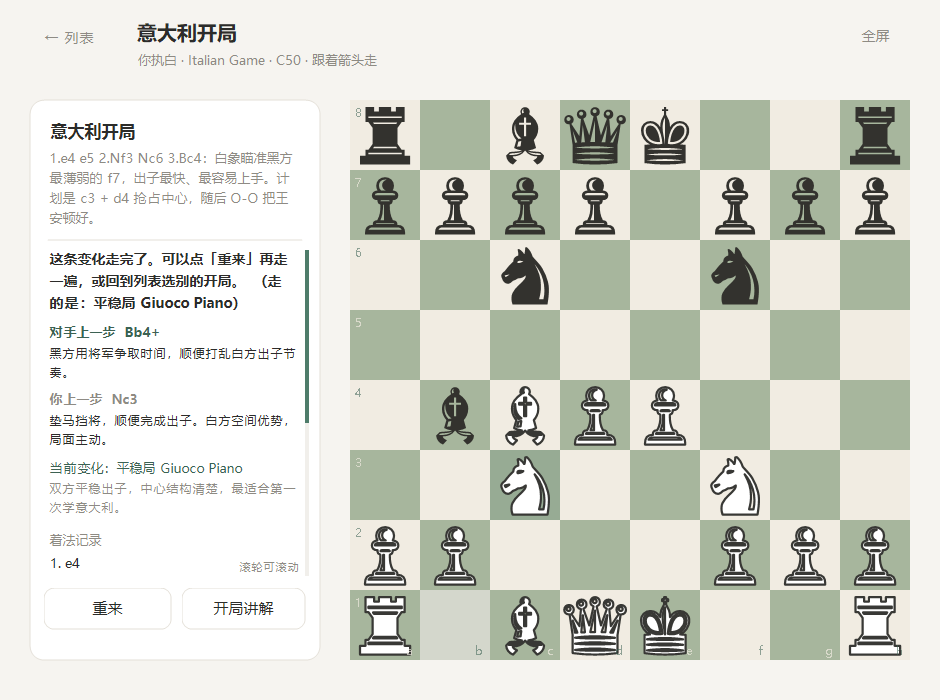 ← 列表
意大利开局
你执白 · Italian Game · C50 · 跟着箭头走
全屏
意大利开局
1.e4 e5 2.Nf3 Nc6 3.Bc4：白象瞄准黑方
最薄弱的 f7，出子最快、最容易上手。计
划是 c3 + d4 抢占中心，随后 O-O 把王
安顿好。
这条变化走完了。可以点「重来」再走
一遍，或回到列表选别的开局。 （走
的是：平稳局 Giuoco Piano）
对手上一步 Bb4+
黑方用将军争取时间，顺便打乱白方出子节
奏。
你上一步 Nc3
垫马挡将，顺便完成出子。白方空间优势，
局面主动。
当前变化：平稳局 Giuoco Piano
双方平稳出子，中心结构清楚，最适合第一
次学意大利。
着法记录
1. e4
滚轮可滚动
重来
开局讲解
8
7
6
5
4
3
2
1
b
c
d
e
f
g